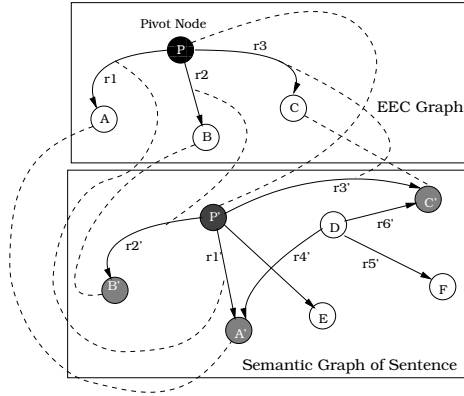 Pivot Node
P
r3
r1
r2
A
B
C
EEC Graph
r3'
C'
P'
D
r6'
r2'
r1'
r4'
r5'
B'
F
E
A'
Semantic Graph of Sentence